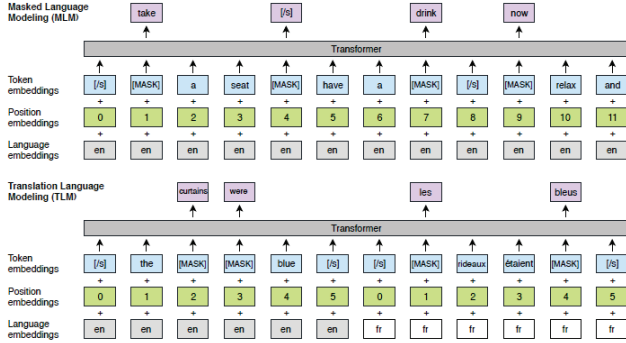 Masked Language
Modeling (MLM)
take [/s] drink now
Transformer
Token
embeddings
[/s] [MASK] a seat [MASK] have a [MASK] [/s] [MASK] relax and
+ + + + + + + + + + + +
Position
embeddings
0 1 2 3 4 5 6 7 8 9 10 11
+ + + + + + + + + + + +
Language
embeddings
en en en en en en en en en en en en
Translation Language
Modeling (TLM)
curtains were les bleus
Transformer
Token
embeddings
[/s] the [MASK] [MASK] blue [/s] [/s] [MASK] rideaux étaient [MASK] [/s]
+ + + + + + + + + + + +
Position
embeddings
0 1 2 3 4 5 0 1 2 3 4 5
+ + + + + + + + + + + +
Language
embeddings
en en en en en en fr fr fr fr fr fr